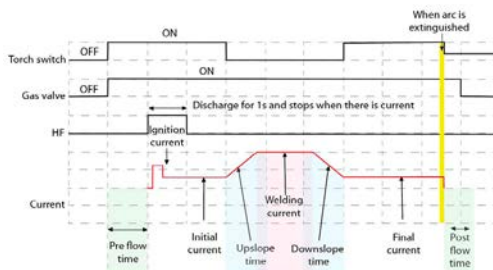 When arc is
extinguished
ON
Torch switch
OFF
ON
Gas valve
OFF
Discharge for 1s and stops when there is current
HF
Ignition
current
Welding
current
Current
Pre flow
time
Initial
current
Upslope
time
Downslope
time
Final
current
Post
flow
time